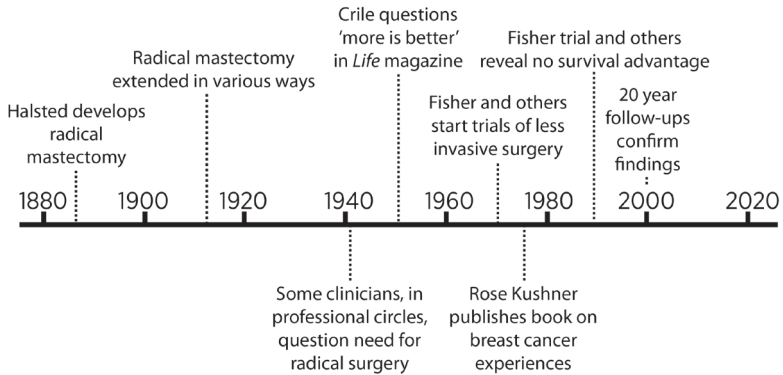 Crile questions
‘more is better’
in Life magazine
Radical mastectomy
extended in various ways
Fisher trial and others
reveal no survival advantage
Halsted develops
radical
mastectomy
Fisher and others
start trials of less
invasive surgery
20 year
follow-ups
confirm
findings
1880 1900 1920 1940 1960 1980 2000 2020
Some clinicians, in
professional circles,
question need for
radical surgery
Rose Kushner
publishes book on
breast cancer
experiences